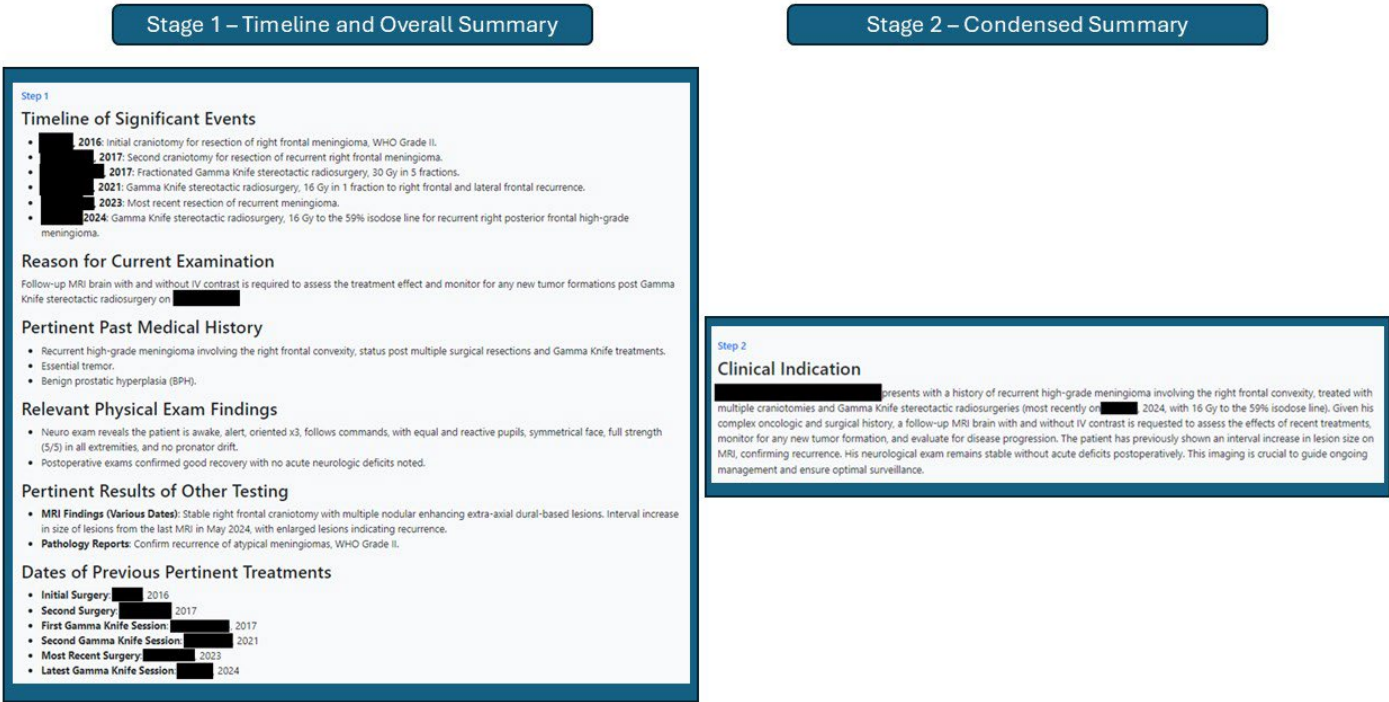 Stage 1 – Timeline and Overall Summary
Stage 2 – Condensed Summary
Step 1
Timeline of Significant Events
, 2016: Initial craniotomy for resection of right frontal meningioma, WHO Grade II.
, 2017: Second craniotomy for resection of recurrent right frontal meningioma.
, 2017: Fractionated Gamma Knife stereotactic radiosurgery, 30 Gy in 5 fractions.
, 2021: Gamma Knife stereotactic radiosurgery, 16 Gy in 1 fraction to right frontal and lateral frontal recurrence.
, 2023: Most recent resection of recurrent meningioma.
2024: Gamma Knife stereotactic radiosurgery, 16 Gy to the 59% isodose line for recurrent right posterior frontal high-grade
meningioma.
Reason for Current Examination
Follow-up MRI brain with and without IV contrast is required to assess the treatment effect and monitor for any new tumor formations post Gamma
Knife stereotactic radiosurgery on
Pertinent Past Medical History
Recurrent high-grade meningioma involving the right frontal convexity, status post multiple surgical resections and Gamma Knife treatments.
Essential tremor.
Benign prostatic hyperplasia (BPH).
Relevant Physical Exam Findings
Neuro exam reveals the patient is awake, alert, oriented x3, follows commands, with equal and reactive pupils, symmetrical face, full strength
(5/5) in all extremities, and no pronator drift.
Postoperative exams confirmed good recovery with no acute neurologic deficits noted.
Pertinent Results of Other Testing
MRI Findings (Various Dates): Stable right frontal craniotomy with multiple nodular enhancing extra-axial dural-based lesions. Interval increase
in size of lesions from the last MRI in May 2024, with enlarged lesions indicating recurrence.
Pathology Reports: Confirm recurrence of atypical meningiomas, WHO Grade II.
Dates of Previous Pertinent Treatments
Initial Surgery: , 2016
Second Surgery: 2017
First Gamma Knife Session: , 2017
Second Gamma Knife Session: 2021
Most Recent Surgery: , 2023
Latest Gamma Knife Session: , 2024
Step 2
Clinical Indication
presents with a history of recurrent high-grade meningioma involving the right frontal convexity, treated with
multiple craniotomies and Gamma Knife stereotactic radiosurgeries (most recently on , 2024, with 16 Gy to the 59% isodose line). Given his
complex oncologic and surgical history, a follow-up MRI brain with and without IV contrast is requested to assess the effects of recent treatments,
monitor for any new tumor formation, and evaluate for disease progression. The patient has previously shown an interval increase in lesion size on
MRI, confirming recurrence. His neurological exam remains stable without acute deficits postoperatively. This imaging is crucial to guide ongoing
management and ensure optimal surveillance.